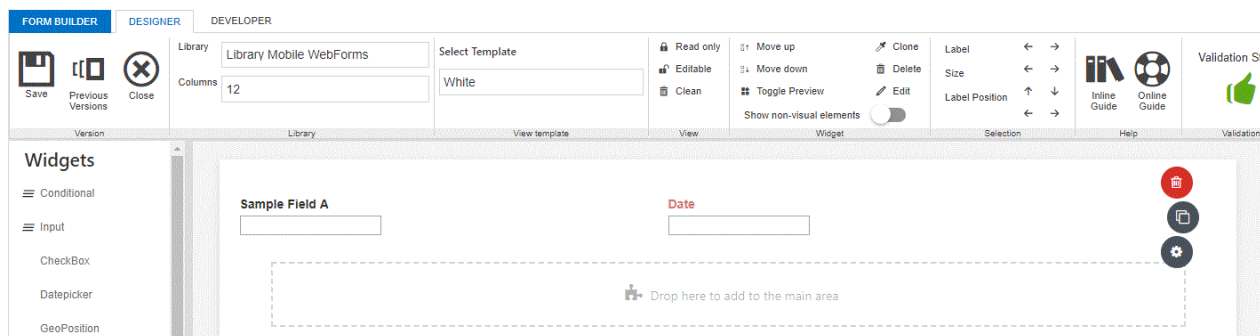 FORM BUILDER
DESIGNER
DEVELOPER
Save
Previous
Versions
Close
Version
Library
Library Mobile WebForms
Columns
12
Library
Select Template
White
View template
Read only
Editable
Clean
View
Move up
Move down
Toggle Preview
Show non-visual elements
Clone
Delete
Edit
Widget
Label
Size
Label Position
Selection
Inline
Guide
Online
Guide
Help
Validation St
Validation
Widgets
Conditional
Input
CheckBox
Datepicker
GeoPosition
Sample Field A
Date
Drop here to add to the main area